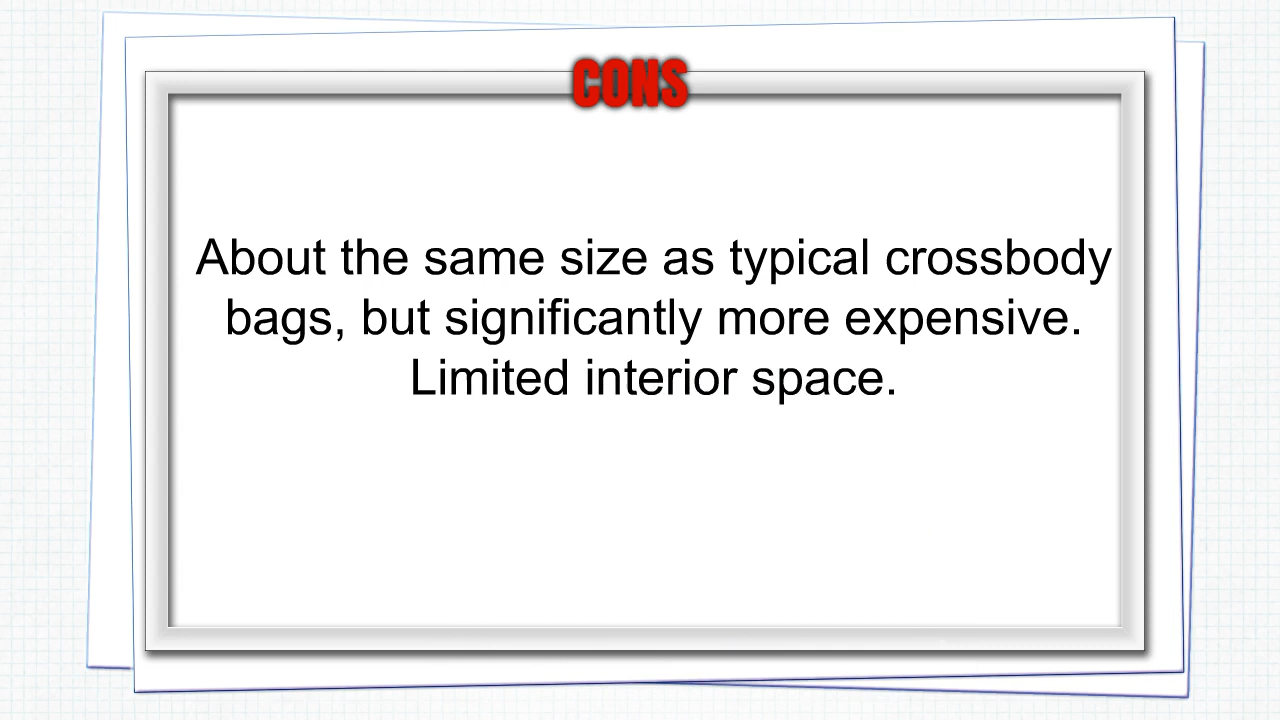 CONS
About the same size as typical crossbody
bags, but significantly more expensive.
Limited interior space.